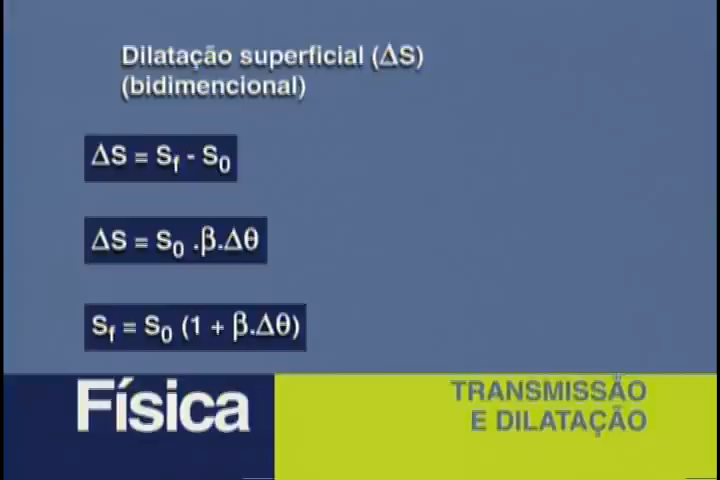 Dilatação superficial (ΔS)
(bidimencional)
ΔS = Sf - S0
ΔS = S0 .β.Δθ
Sf = S0 (1 + β.Δθ)
Física
TRANSMISSÃO
E DILATAÇÃO